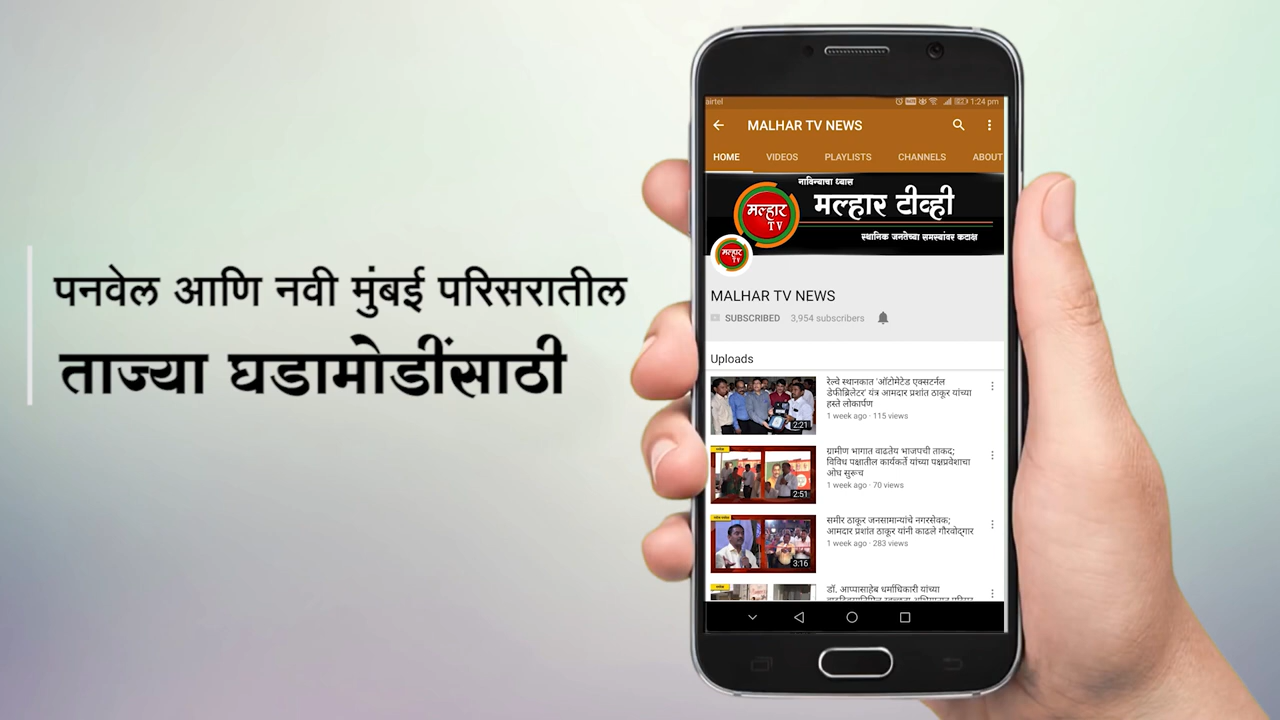 पनवेल आणि नवी मुंबई परिसरातील
ताज्या घडामोडींसाठी
airtel
1:24 pm
MALHAR TV NEWS
HOME VIDEOS PLAYLISTS CHANNELS ABOUT
नाविन्याचा ध्यास
मल्हार टीव्ही
मल्हार
TV
स्थानिक जनतेच्या समस्यांवर कटाक्ष
मल्हार
TV
MALHAR TV NEWS
SUBSCRIBED 3,954 subscribers
Uploads
रेल्वे स्थानकात 'ऑटोमेटेड एक्सटर्नल
डेफीब्रिलेटर' यंत्र आमदार प्रशांत ठाकूर यांच्या
हस्ते लोकार्पण
1 week ago · 115 views
2:21
ग्रामीण भागात वाढतेय भाजपची ताकद;
विविध पक्षातील कार्यकर्ते यांच्या पक्षप्रवेशाचा
ओघ सुरूच
1 week ago · 70 views
2:51
समीर ठाकूर जनसामान्यांचे नगरसेवक;
आमदार प्रशांत ठाकूर यांनी काढले गौरवोद्गार
1 week ago · 283 views
3:16
डॉ. आप्पासाहेब धर्माधिकारी यांच्या